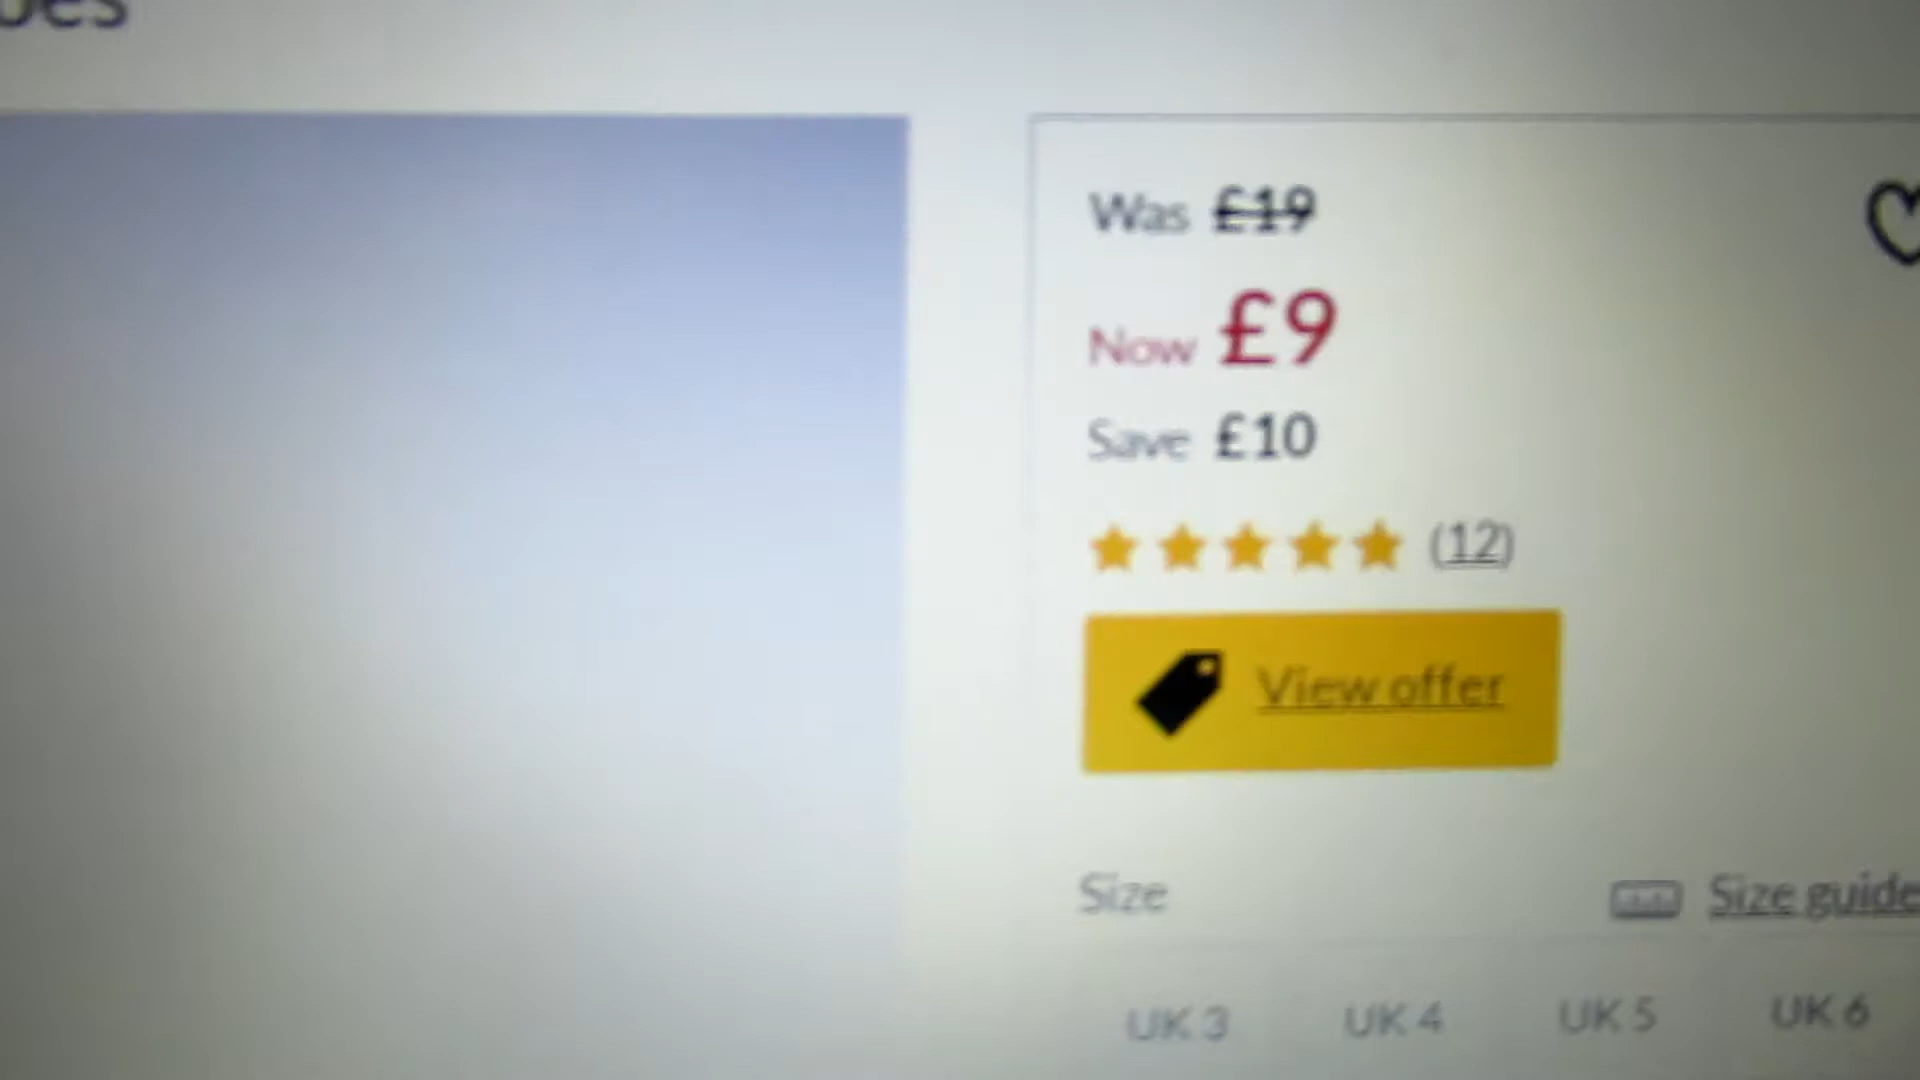 Was £19
Now £9
Save £10
(12)
View offer
Size
Size guide
UK 3
UK 4
UK 5
UK 6